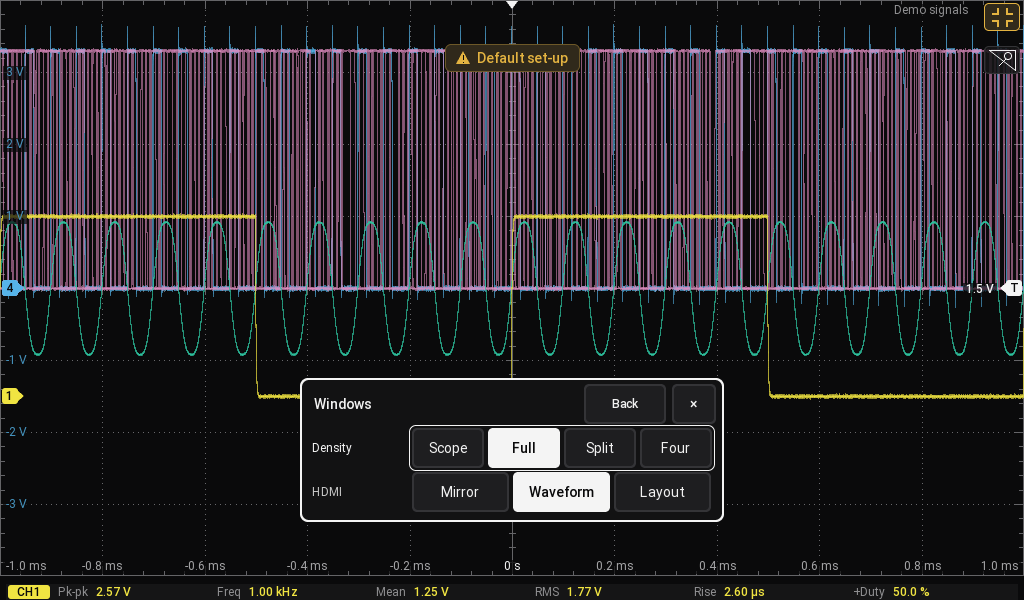 Demo signals
Default set-up
3 V
2 V
1 V
4
1.5 V T
-1 V
1
-2 V
-3 V
Windows Back ×
Density Scope Full Split Four
HDMI Mirror Waveform Layout
-1.0 ms -0.8 ms -0.6 ms -0.4 ms -0.2 ms 0 s 0.2 ms 0.4 ms 0.6 ms 0.8 ms 1.0 ms
CH1 Pk-pk 2.57 V Freq 1.00 kHz Mean 1.25 V RMS 1.77 V Rise 2.60 µs +Duty 50.0 %